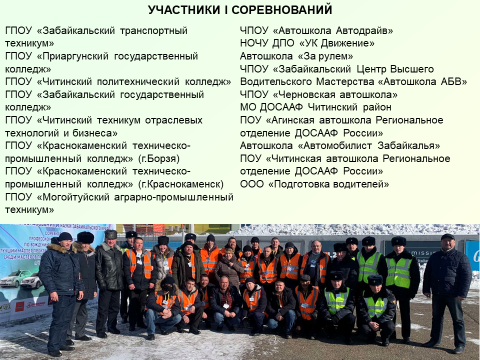 УЧАСТНИКИ I СОРЕВНОВАНИЙ
ГПОУ «Забайкальский транспортный
техникум»
ГПОУ «Приаргунский государственный
колледж»
ГПОУ «Читинский политехнический колледж»
ГПОУ «Забайкальский государственный
колледж»
ГПОУ «Читинский техникум отраслевых
технологий и бизнеса»
ГПОУ «Краснокаменский техническо-
промышленный колледж» (г.Борзя)
ГПОУ «Краснокаменский техническо-
промышленный колледж» (г.Краснокаменск)
ГПОУ «Могойтуйский аграрно-промышленный
техникум»
ЧПОУ «Автошкола Автодрайв»
НОЧУ ДПО «УК Движение»
Автошкола «За рулем»
ЧПОУ «Забайкальский Центр Высшего
Водительского Мастерства «Автошкола АБВ»
ЧПОУ «Черновская автошкола»
МО ДОСААФ Читинский район
ПОУ «Агинская автошкола Региональное
отделение ДОСААФ России»
Автошкола «Автомобилист Забайкалья»
ПОУ «Читинская автошкола Региональное
отделение ДОСААФ России»
ООО «Подготовка водителей»